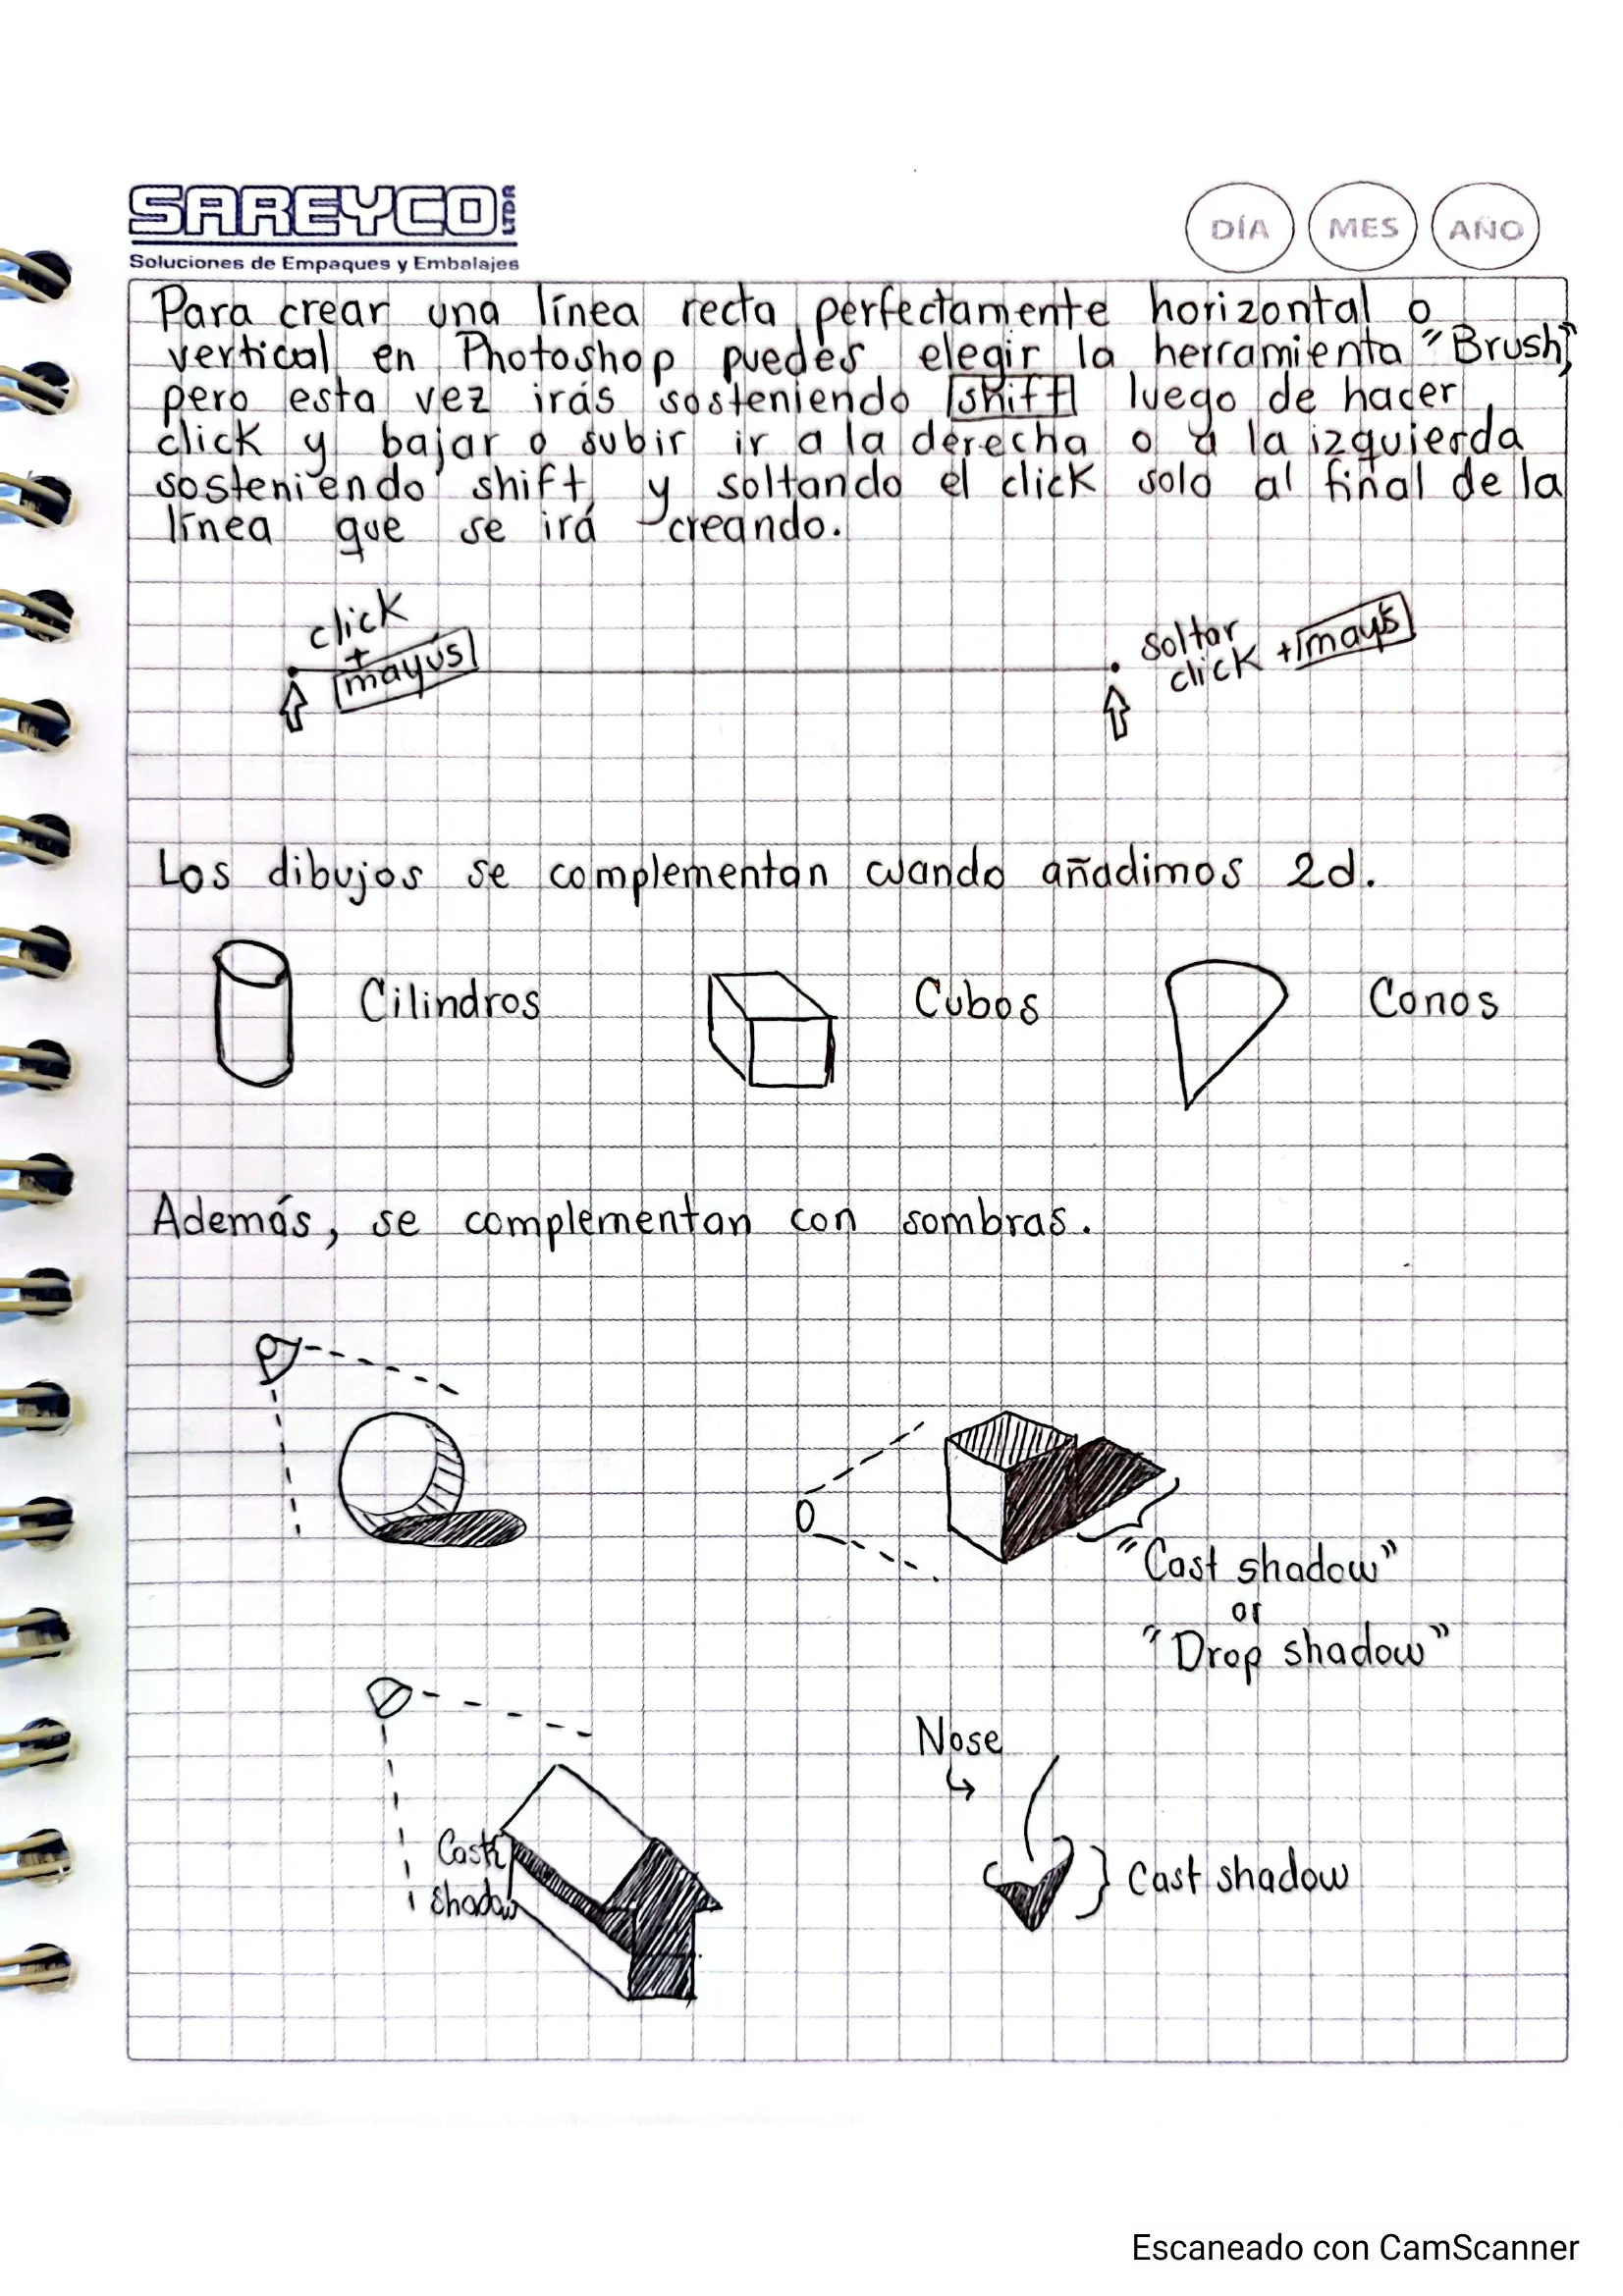 SAREYCO LTDA
Soluciones de Empaques y Embalajes
DÍA MES AÑO
Para crear una línea recta perfectamente horizontal o
vertical en Photoshop puedes elegir la herramienta "Brush",
pero esta vez irás sosteniendo shift luego de hacer
click y bajar o subir ir a la derecha o a la izquierda
sosteniendo shift y soltando el click solo al final de la
línea que se irá creando.
click
+
mayús
soltar
click + mays
Los dibujos se complementan cuando añadimos 2d.
Cilindros
Cubos
Conos
Además, se complementan con sombras.
"Cast shadow"
or
"Drop shadow"
Cast
shadow
Nose
Cast shadow
Escaneado con CamScanner